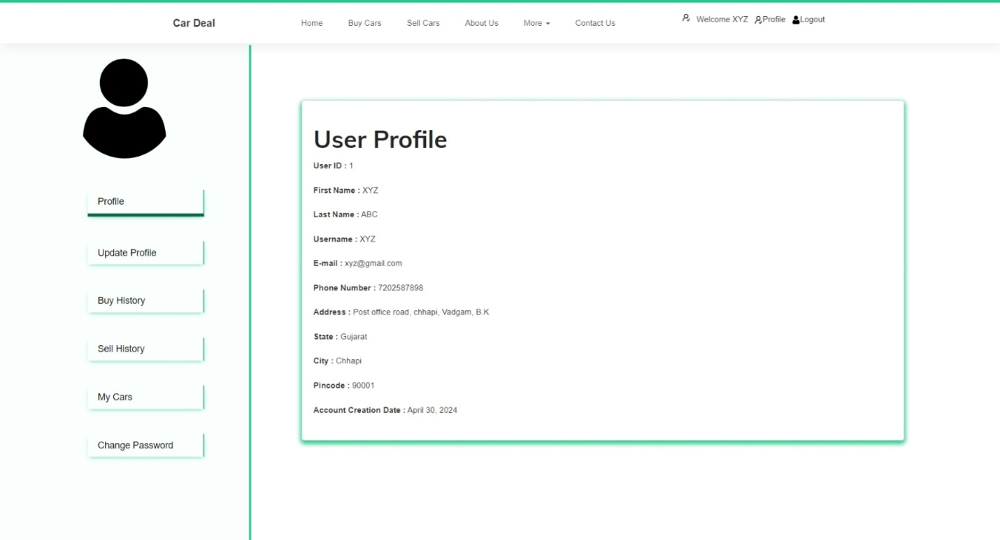 Car Deal
Home Buy Cars Sell Cars About Us More Contact Us
Welcome XYZ Profile Logout
Profile
Update Profile
Buy History
Sell History
My Cars
Change Password
User Profile
User ID : 1
First Name : XYZ
Last Name : ABC
Username : XYZ
E-mail : xyz@gmail.com
Phone Number : 7202587898
Address : Post office road, chhapi, Vadgam, B.K
State : Gujarat
City : Chhapi
Pincode : 90001
Account Creation Date : April 30, 2024